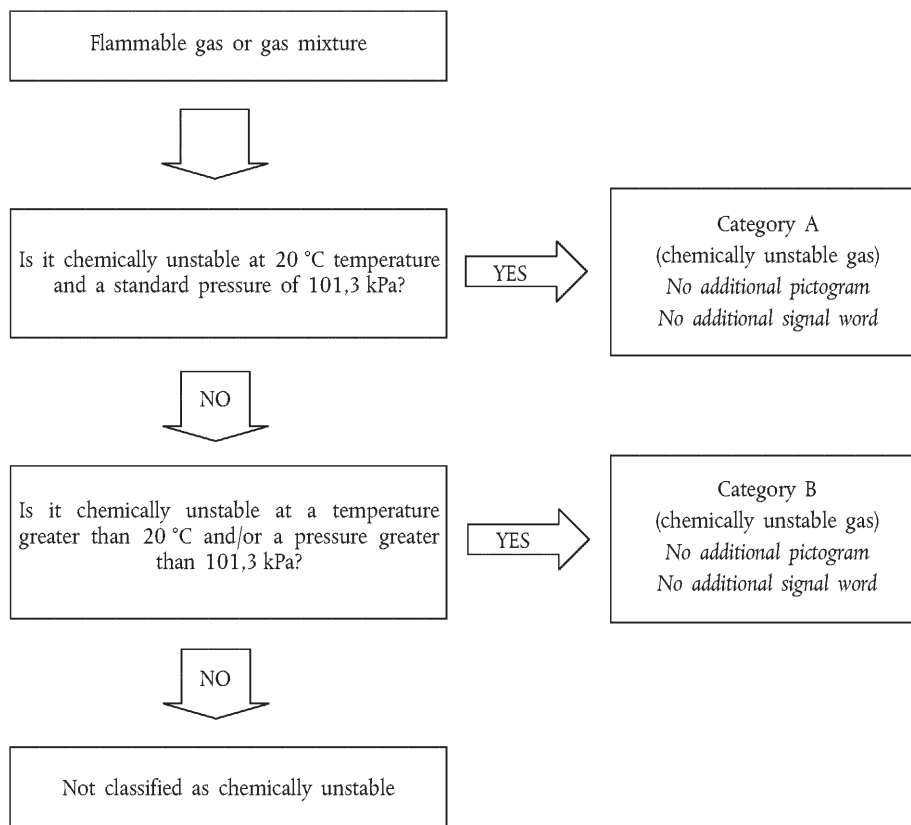 Flammable gas or gas mixture
Is it chemically unstable at 20 °C temperature
and a standard pressure of 101,3 kPa?
YES
Category A
(chemically unstable gas)
No additional pictogram
No additional signal word
NO
Is it chemically unstable at a temperature
greater than 20 °C and/or a pressure greater
than 101,3 kPa?
YES
Category B
(chemically unstable gas)
No additional pictogram
No additional signal word
NO
Not classified as chemically unstable